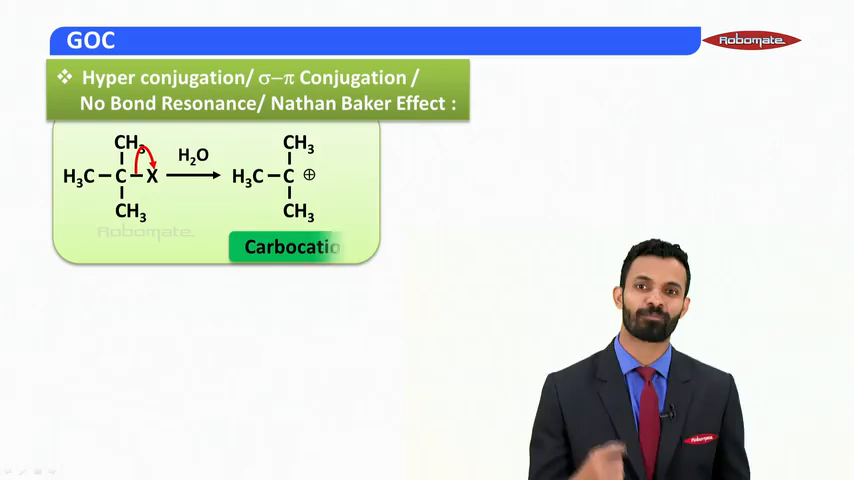 GOC
Robomate
❖ Hyper conjugation/ σ−π Conjugation /
No Bond Resonance/ Nathan Baker Effect :
CH₃ CH₃
H₂O
H₃C−C−X H₃C−C ⊕
CH₃ CH₃
Robomate
Carbocatio
Robomate